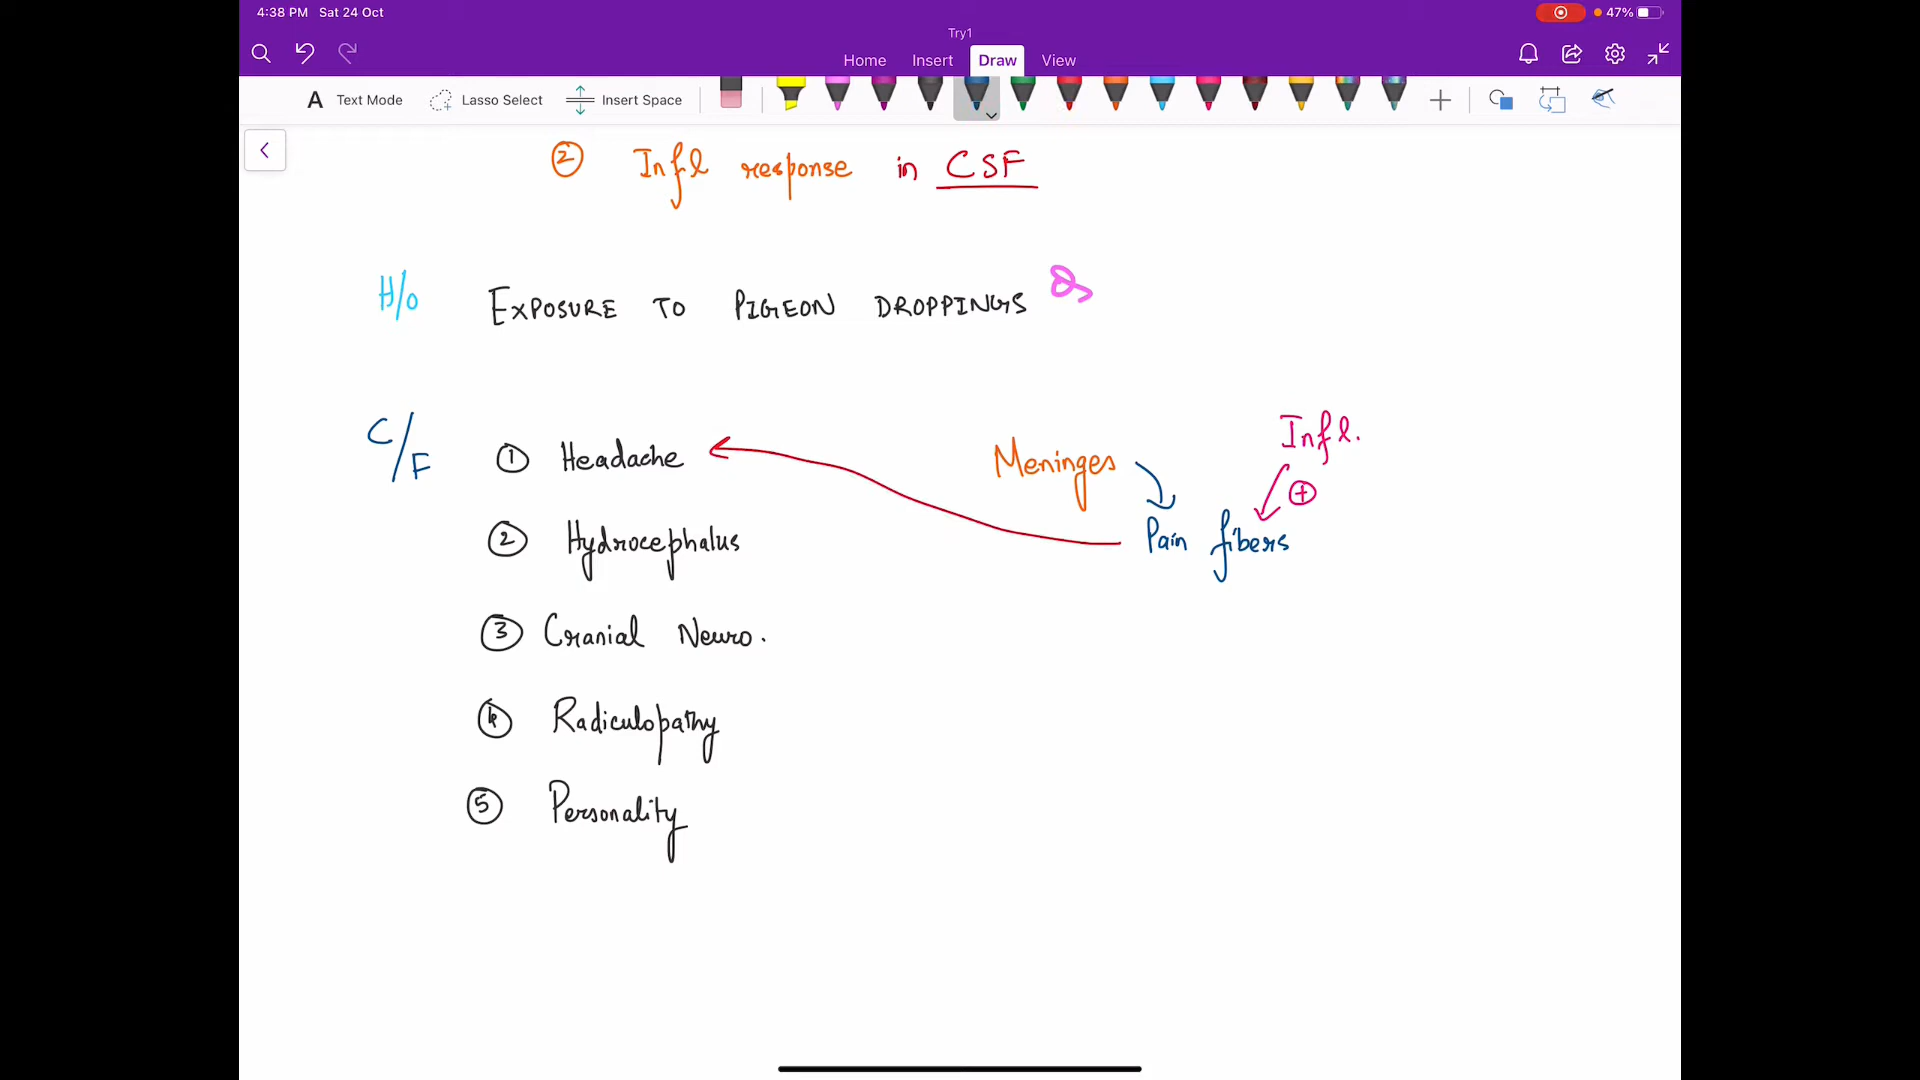 4:38 PM Sat 24 Oct
47%
Try1
Home Insert Draw View
Text Mode Lasso Select Insert Space
② Infl response in CSF
H/o EXPOSURE TO PIGEON DROPPINGS
C/F ① Headache
Meninges
Infl.
⊕
Pain fibers
② Hydrocephalus
③ Cranial Neuro.
④ Radiculopathy
⑤ Personality